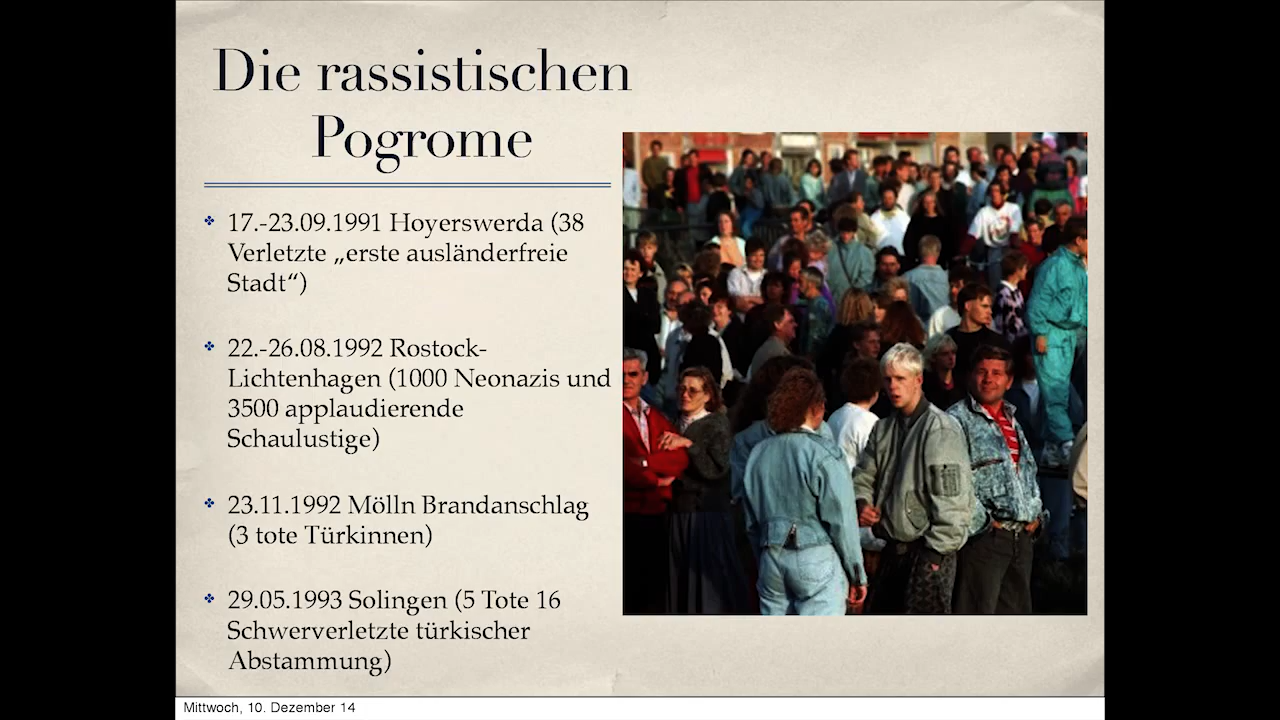 Die rassistischen
Pogrome
17.-23.09.1991 Hoyerswerda (38
Verletzte „erste ausländerfreie
Stadt“)
22.-26.08.1992 Rostock-
Lichtenhagen (1000 Neonazis und
3500 applaudierende
Schaulustige)
23.11.1992 Mölln Brandanschlag
(3 tote Türkinnen)
29.05.1993 Solingen (5 Tote 16
Schwerverletzte türkischer
Abstammung)
Mittwoch, 10. Dezember 14